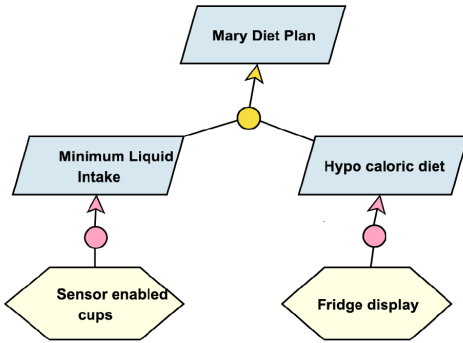 Mary Diet Plan
Minimum Liquid
Intake
Hypo caloric diet
Sensor enabled
cups
Fridge display